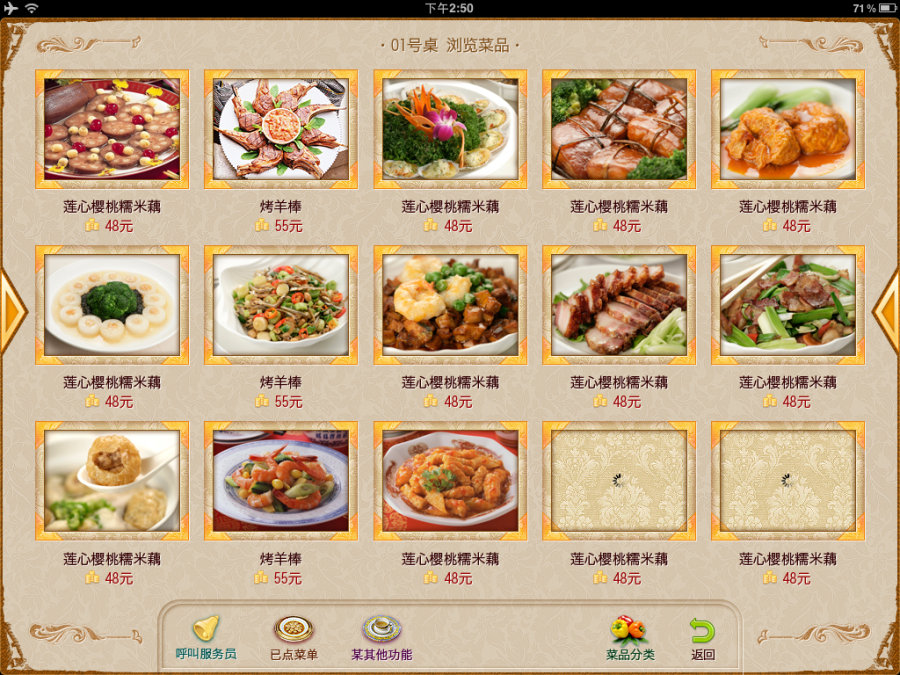 下午2:50
71%
·01号桌 浏览菜品·
莲心樱桃糯米藕
48元
烤羊棒
55元
莲心樱桃糯米藕
48元
莲心樱桃糯米藕
48元
莲心樱桃糯米藕
48元
莲心樱桃糯米藕
48元
烤羊棒
55元
莲心樱桃糯米藕
48元
莲心樱桃糯米藕
48元
莲心樱桃糯米藕
48元
莲心樱桃糯米藕
48元
烤羊棒
55元
莲心樱桃糯米藕
48元
莲心樱桃糯米藕
48元
莲心樱桃糯米藕
48元
呼叫服务员
已点菜单
某其他功能
菜品分类
返回